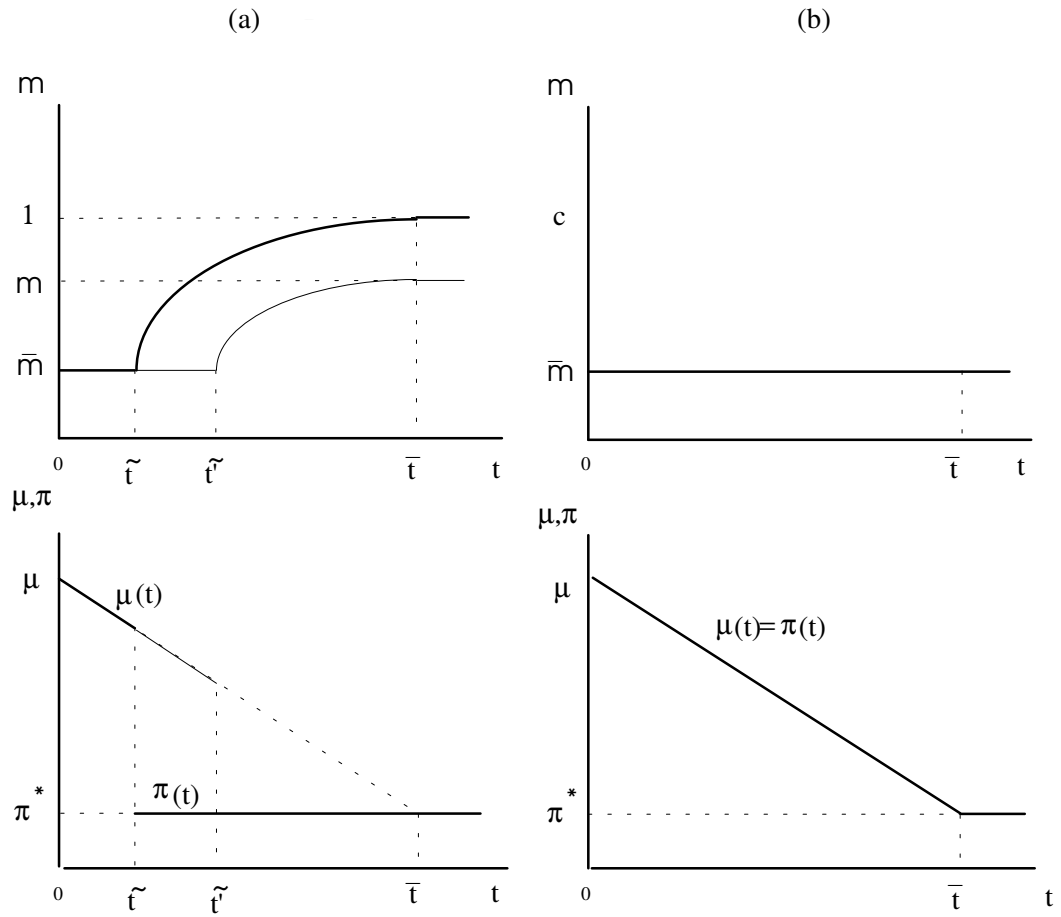 (a)
m
1
m
m̄
0
t̃
t̃'
t̄
t
μ,π
μ
μ(t)
π(t)
π*
0
t̃
t̃'
t̄
t
(b)
m
c
m̄
0
t̄
t
μ,π
μ
μ(t)=π(t)
π*
0
t̄
t